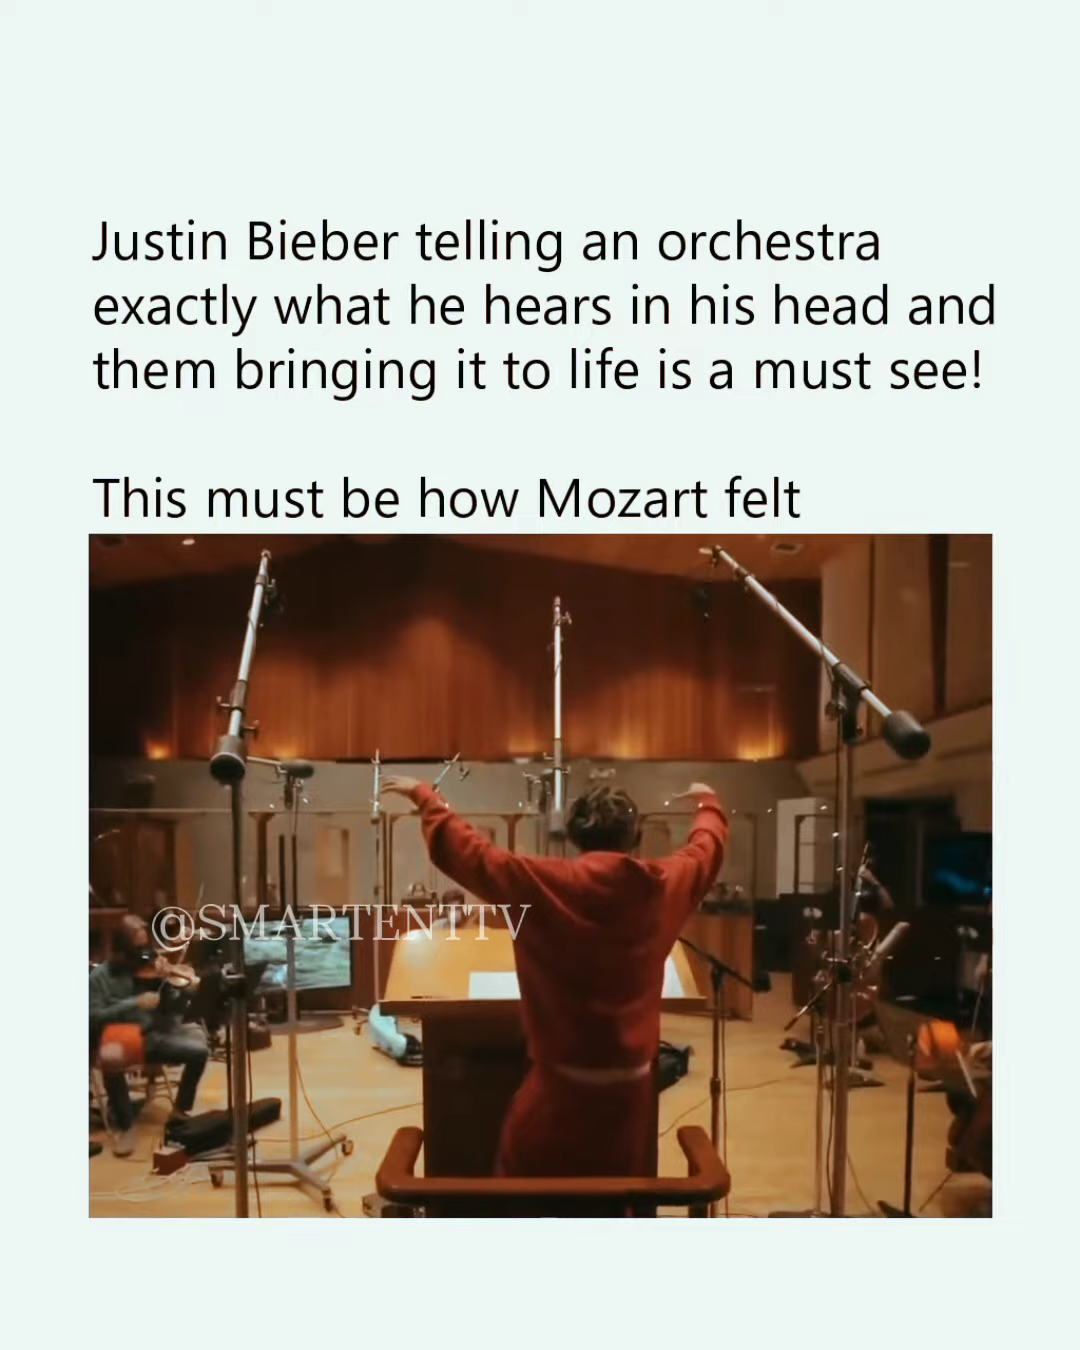 Justin Bieber telling an orchestra
exactly what he hears in his head and
them bringing it to life is a must see!
This must be how Mozart felt
@SMARTENTTV